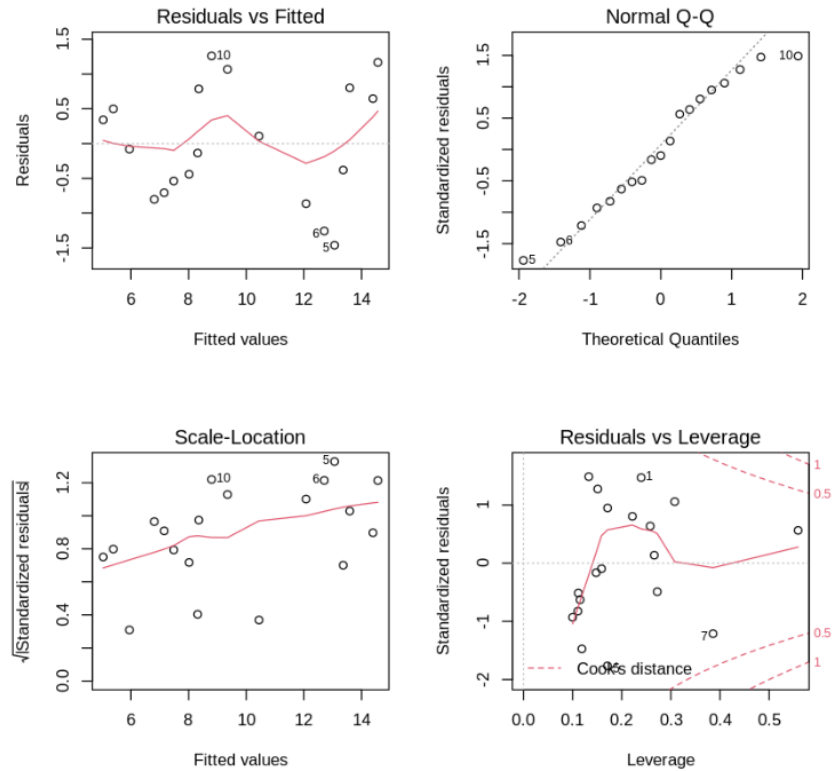 Residuals vs Fitted
Residuals
1.5
0.5
-0.5
-1.5
10
6
5
6 8 10 12 14
Fitted values
Normal Q-Q
Standardized residuals
1.5
0.5
-0.5
-1.5
10
6
5
-2 -1 0 1 2
Theoretical Quantiles
Scale-Location
√|Standardized residuals|
1.2
0.8
0.4
0.0
5
6
10
6 8 10 12 14
Fitted values
Residuals vs Leverage
Standardized residuals
1
0
-1
-2
1
7
1
0.5
0.5
1
Cook's distance
0.0 0.1 0.2 0.3 0.4 0.5
Leverage